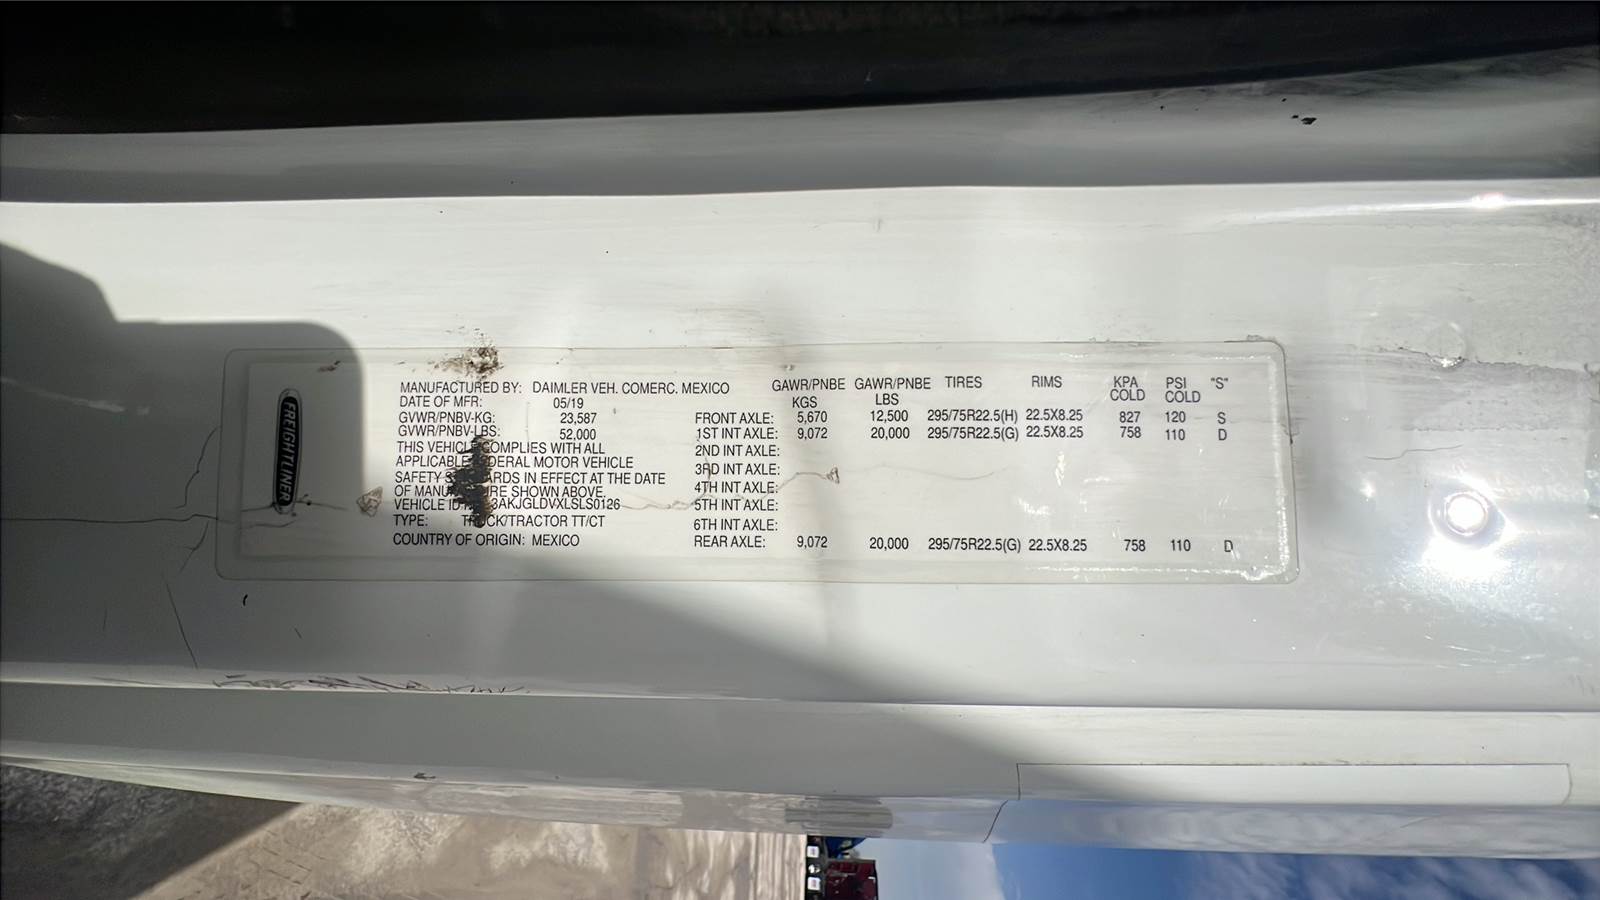 FREIGHTLINER
MANUFACTURED BY: DAIMLER VEH. COMERC. MEXICO
DATE OF MFR: 05/19
GVWR/PNBV-KG: 23,587
GVWR/PNBV-LBS: 52,000
THIS VEHICLE COMPLIES WITH ALL
APPLICABLE MOTOR VEHICLE
SAFETY IN EFFECT AT THE DATE
OF SHOWN ABOVE.
VEHICLE 3AKJGLDVXLSLS0126
TYPE: TRUCK/TRACTOR TT/CT
COUNTRY OF ORIGIN: MEXICO
GAWR/PNBE KGS GAWR/PNBE LBS TIRES RIMS KPA COLD PSI COLD "S"
FRONT AXLE: 5,670 12,500 295/75R22.5(H) 22.5X8.25 827 120 S
1ST INT AXLE: 9,072 20,000 295/75R22.5(G) 22.5X8.25 758 110 D
2ND INT AXLE:
3RD INT AXLE:
4TH INT AXLE:
5TH INT AXLE:
6TH INT AXLE:
REAR AXLE: 9,072 20,000 295/75R22.5(G) 22.5X8.25 758 110 D